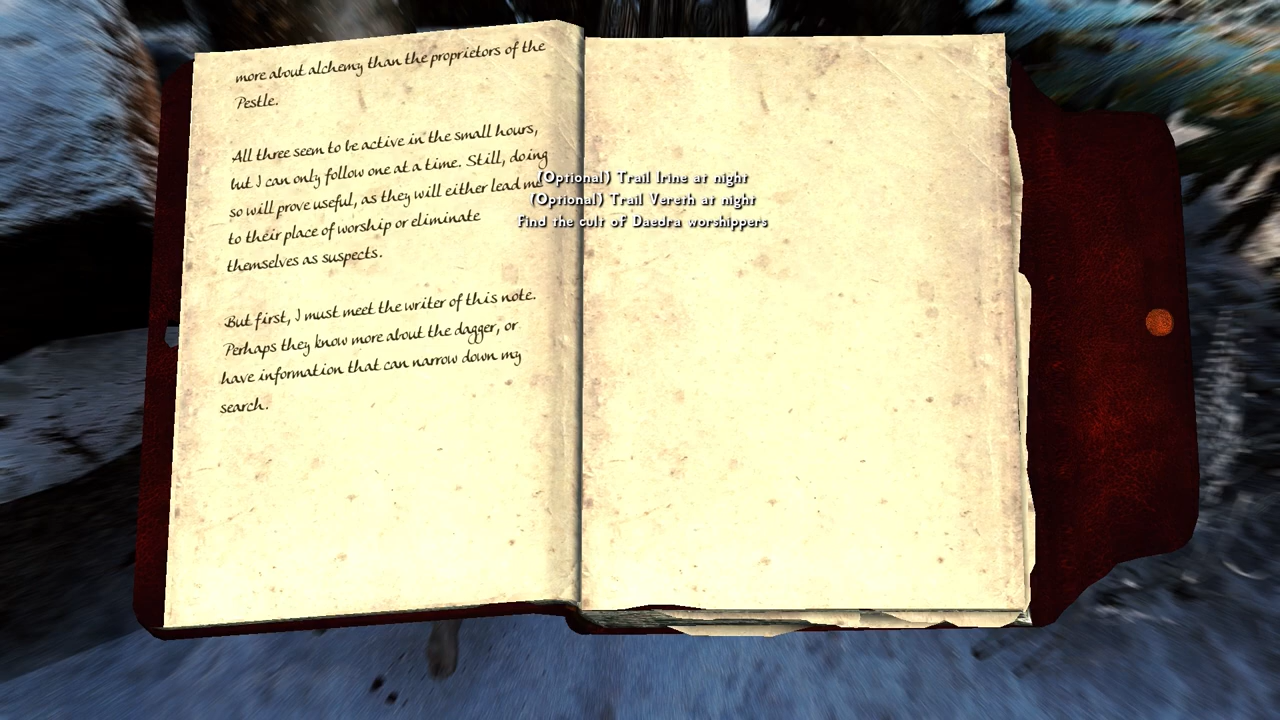 more about alchemy than the proprietors of the
Pestle.
All three seem to be active in the small hours,
but I can only follow one at a time. Still, doing
so will prove useful, as they will either lead me
to their place of worship or eliminate
themselves as suspects.
But first, I must meet the writer of this note.
Perhaps they know more about the dagger, or
have information that can narrow down my
search.
(Optional) Trail Irine at night
(Optional) Trail Vereth at night
Find the cult of Daedra worshippers